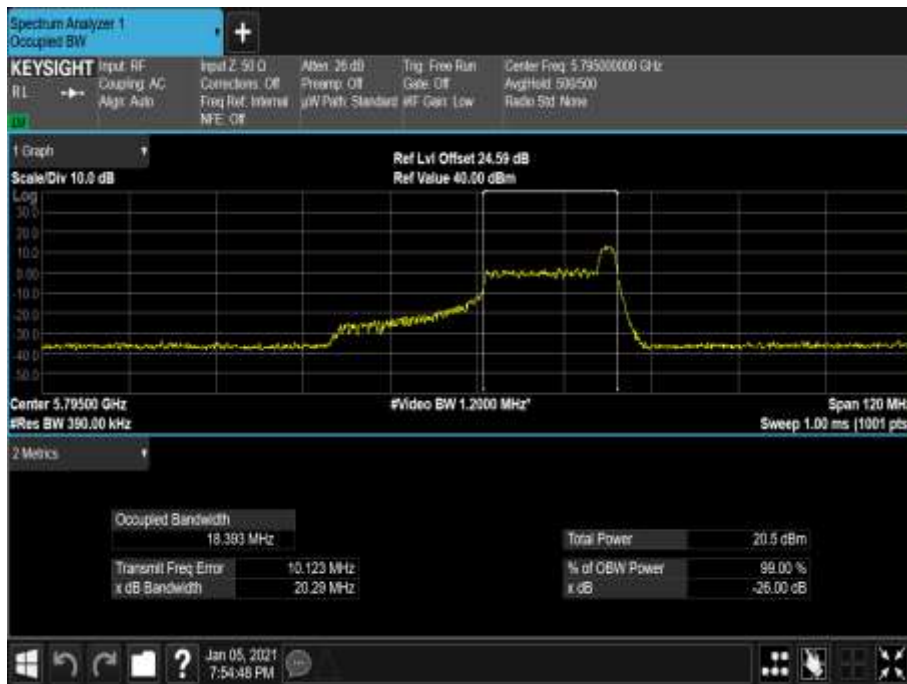 Spectrum Analyzer 1
Occupied BW
+
KEYSIGHT Input: RF Input Z: 50 Ω Atten: 26 dB Trig: Free Run Center Freq: 5.795000000 GHz
RL Coupling: AC Corrections: Off Preamp: Off Gate: Off Avg|Hold: 500/500
Align: Auto Freq Ref: Internal µW Path: Standard #IF Gain: Low Radio Std: None
NFE: Off
1 Graph
Ref Lvl Offset 24.59 dB
Scale/Div 10.0 dB Ref Value 40.00 dBm
Log
30.0
20.0
10.0
0.00
-10.0
-20.0
-30.0
-40.0
-50.0
Center 5.79500 GHz #Video BW 1.2000 MHz* Span 120 MH
#Res BW 390.00 kHz Sweep 1.00 ms (1001 pts
2 Metrics
Occupied Bandwidth
18.393 MHz Total Power 20.5 dBm
Transmit Freq Error 10.123 MHz % of OBW Power 99.00 %
x dB Bandwidth 20.29 MHz x dB -26.00 dB
? Jan 05, 2021
7:54:48 PM